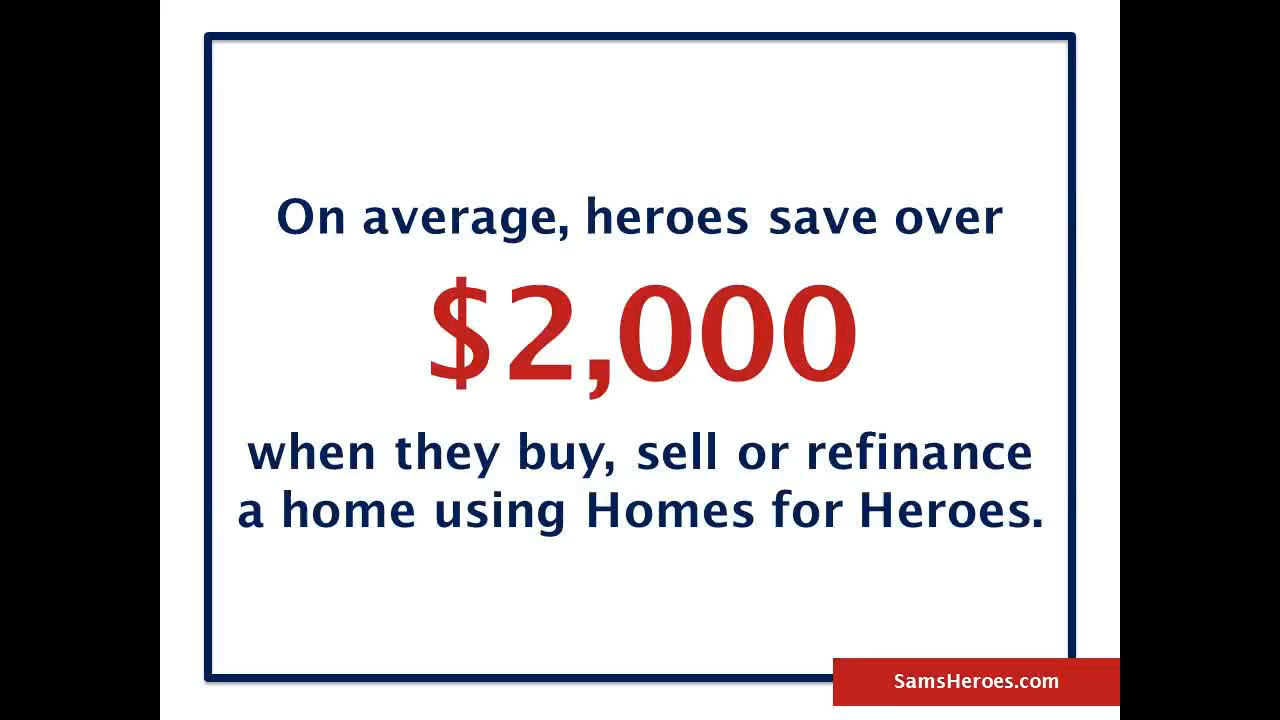 On average, heroes save over
$2,000
when they buy, sell or refinance
a home using Homes for Heroes.
SamsHeroes.com